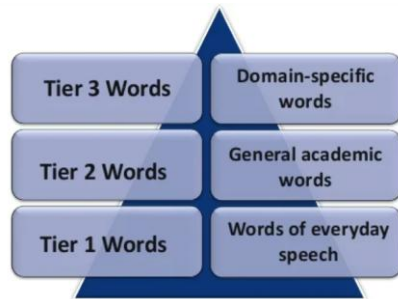 Tier 3 Words
Domain-specific
words
Tier 2 Words
General academic
words
Tier 1 Words
Words of everyday
speech